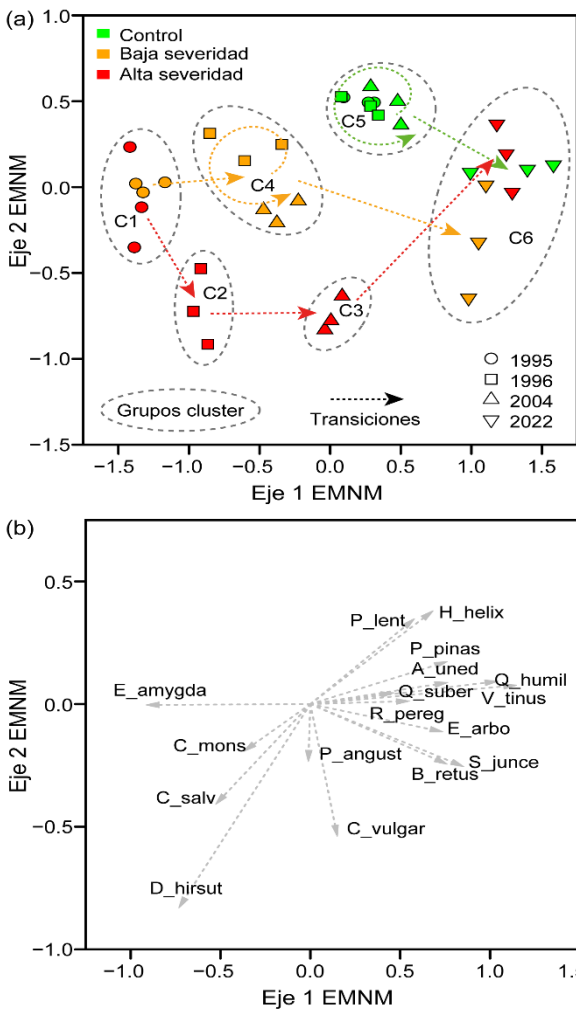 (a)
1.0
Control
Baja severidad
Alta severidad
0.5
C5
C4
0.0
C1
C6
Eje 2 EMNM
−0.5
C2
C3
1995
1996
−1.0
2004
Grupos cluster
Transiciones
2022
−1.5
−1.5 −1.0 −0.5 0.0 0.5 1.0 1.5
Eje 1 EMNM
(b)
0.5
P_lent
H_helix
P_pinas
A_uned
Q_humil
E_amygda
Q_suber
V_tinus
0.0
R_pereg
E_arbo
C_mons
P_angust
S_junce
B_retus
Eje 2 EMNM
C_salv
−0.5
C_vulgar
D_hirsut
−1.0
−1.0 −0.5 0.0 0.5 1.0 1.5
Eje 1 EMNM